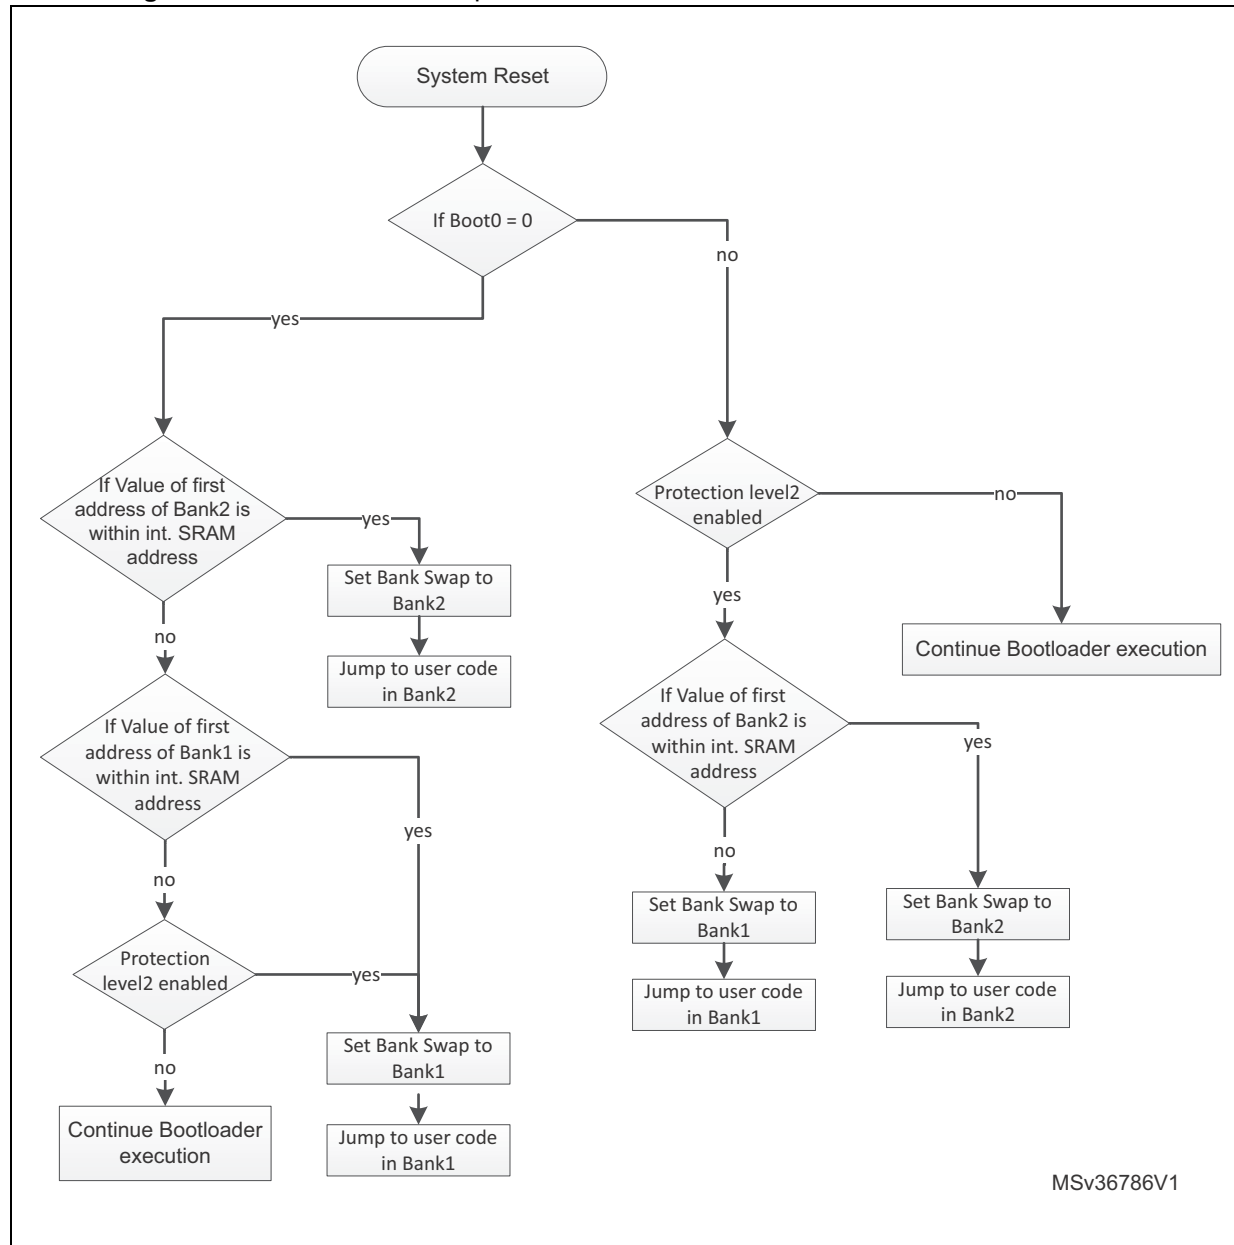 System Reset
If Boot0 = 0
no
yes
If Value of first
address of Bank2 is
within int. SRAM
address
yes
Set Bank Swap to
Bank2
Jump to user code
in Bank2
no
If Value of first
address of Bank1 is
within int. SRAM
address
yes
no
Protection
level2 enabled
yes
Set Bank Swap to
Bank1
Jump to user code
in Bank1
no
Continue Bootloader
execution
Protection level2
enabled
no
Continue Bootloader execution
yes
If Value of first
address of Bank2 is
within int. SRAM
address
yes
no
Set Bank Swap to
Bank1
Jump to user code
in Bank1
Set Bank Swap to
Bank2
Jump to user code
in Bank2
MSv36786V1